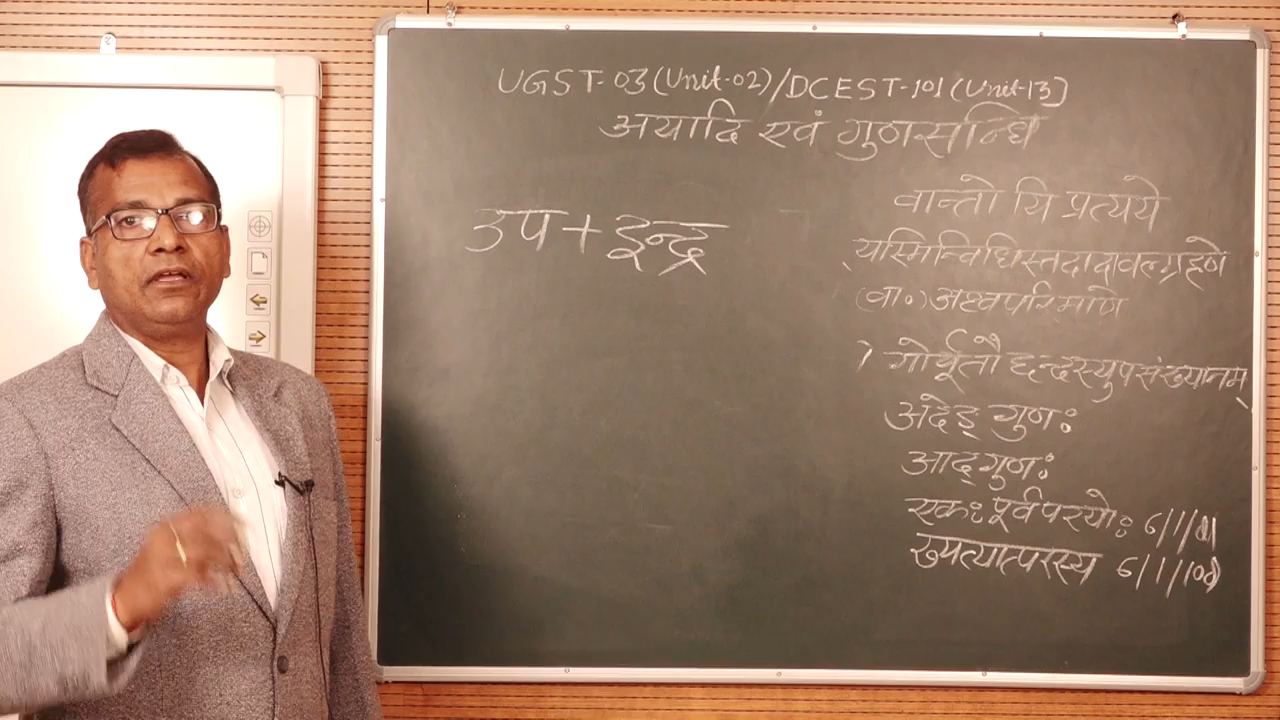 UGST-03(Unit-02)/DCEST-101(Unit-13)
अयादि एवं गुणसन्धि
उप+इन्द्र
वान्तो यि प्रत्यये
यस्मिन्विधिस्तदादावल्ग्रहणे
(वा०) अध्वपरिमाणे
गोर्यूतौ छन्दस्युपसंख्यानम्
अदेङ् गुणः
आद्गुणः
एकः पूर्वपरयोः 6/1/81
ख्यत्यात्परस्य 6/1/108